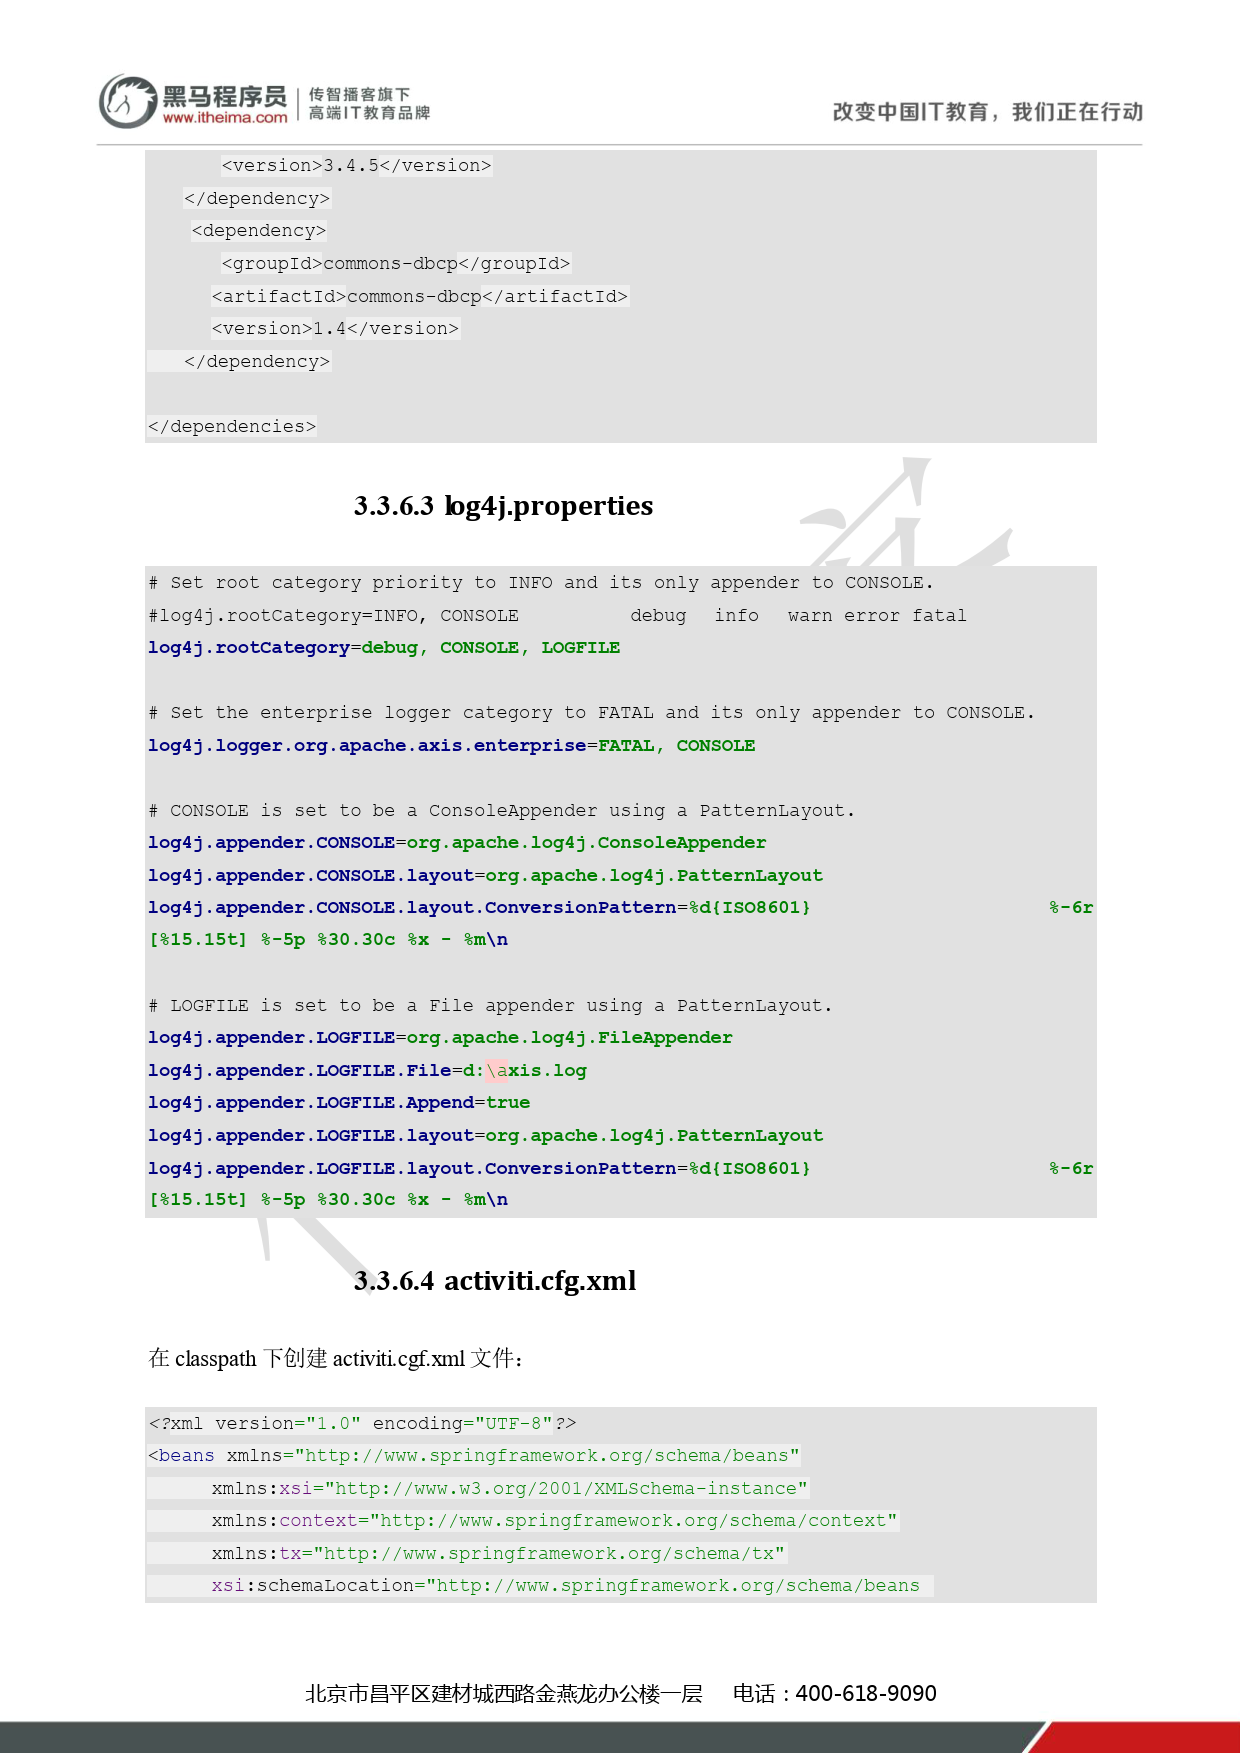 黑马程序员
www.itheima.com
传智播客旗下
高端IT教育品牌
改变中国IT教育，我们正在行动
<version>3.4.5</version>
</dependency>
<dependency>
<groupId>commons-dbcp</groupId>
<artifactId>commons-dbcp</artifactId>
<version>1.4</version>
</dependency>
</dependencies>
3.3.6.3 log4j.properties
# Set root category priority to INFO and its only appender to CONSOLE.
#log4j.rootCategory=INFO, CONSOLE debug info warn error fatal
log4j.rootCategory=debug, CONSOLE, LOGFILE
# Set the enterprise logger category to FATAL and its only appender to CONSOLE.
log4j.logger.org.apache.axis.enterprise=FATAL, CONSOLE
# CONSOLE is set to be a ConsoleAppender using a PatternLayout.
log4j.appender.CONSOLE=org.apache.log4j.ConsoleAppender
log4j.appender.CONSOLE.layout=org.apache.log4j.PatternLayout
log4j.appender.CONSOLE.layout.ConversionPattern=%d{ISO8601} %-6r
[%15.15t] %-5p %30.30c %x - %m\n
# LOGFILE is set to be a File appender using a PatternLayout.
log4j.appender.LOGFILE=org.apache.log4j.FileAppender
log4j.appender.LOGFILE.File=d:\axis.log
log4j.appender.LOGFILE.Append=true
log4j.appender.LOGFILE.layout=org.apache.log4j.PatternLayout
log4j.appender.LOGFILE.layout.ConversionPattern=%d{ISO8601} %-6r
[%15.15t] %-5p %30.30c %x - %m\n
3.3.6.4 activiti.cfg.xml
在 classpath 下创建 activiti.cgf.xml 文件：
<?xml version="1.0" encoding="UTF-8"?>
<beans xmlns="http://www.springframework.org/schema/beans"
xmlns:xsi="http://www.w3.org/2001/XMLSchema-instance"
xmlns:context="http://www.springframework.org/schema/context"
xmlns:tx="http://www.springframework.org/schema/tx"
xsi:schemaLocation="http://www.springframework.org/schema/beans
北京市昌平区建材城西路金燕龙办公楼一层 电话：400-618-9090